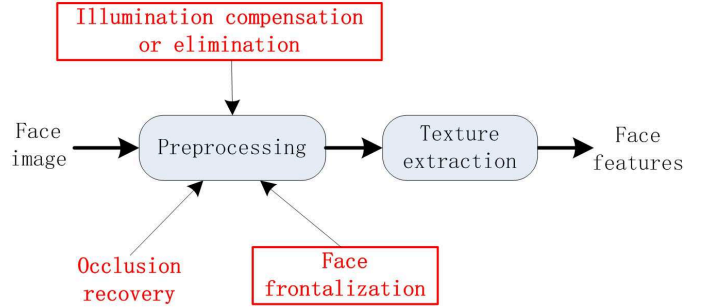 Illumination compensation
or elimination
Face
image
Preprocessing
Texture
extraction
Face
features
Occlusion
recovery
Face
frontalization